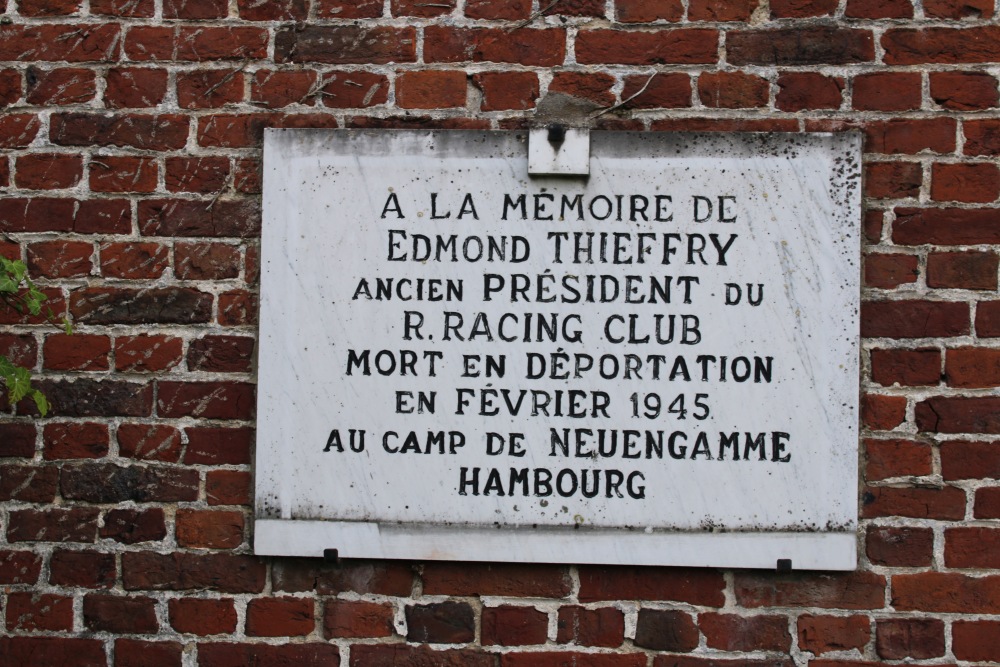 A LA MÉMOIRE DE
EDMOND THIEFFRY
ANCIEN PRÉSIDENT DU
R. RACING CLUB
MORT EN DÉPORTATION
EN FÉVRIER 1945
AU CAMP DE NEUENGAMME
HAMBOURG